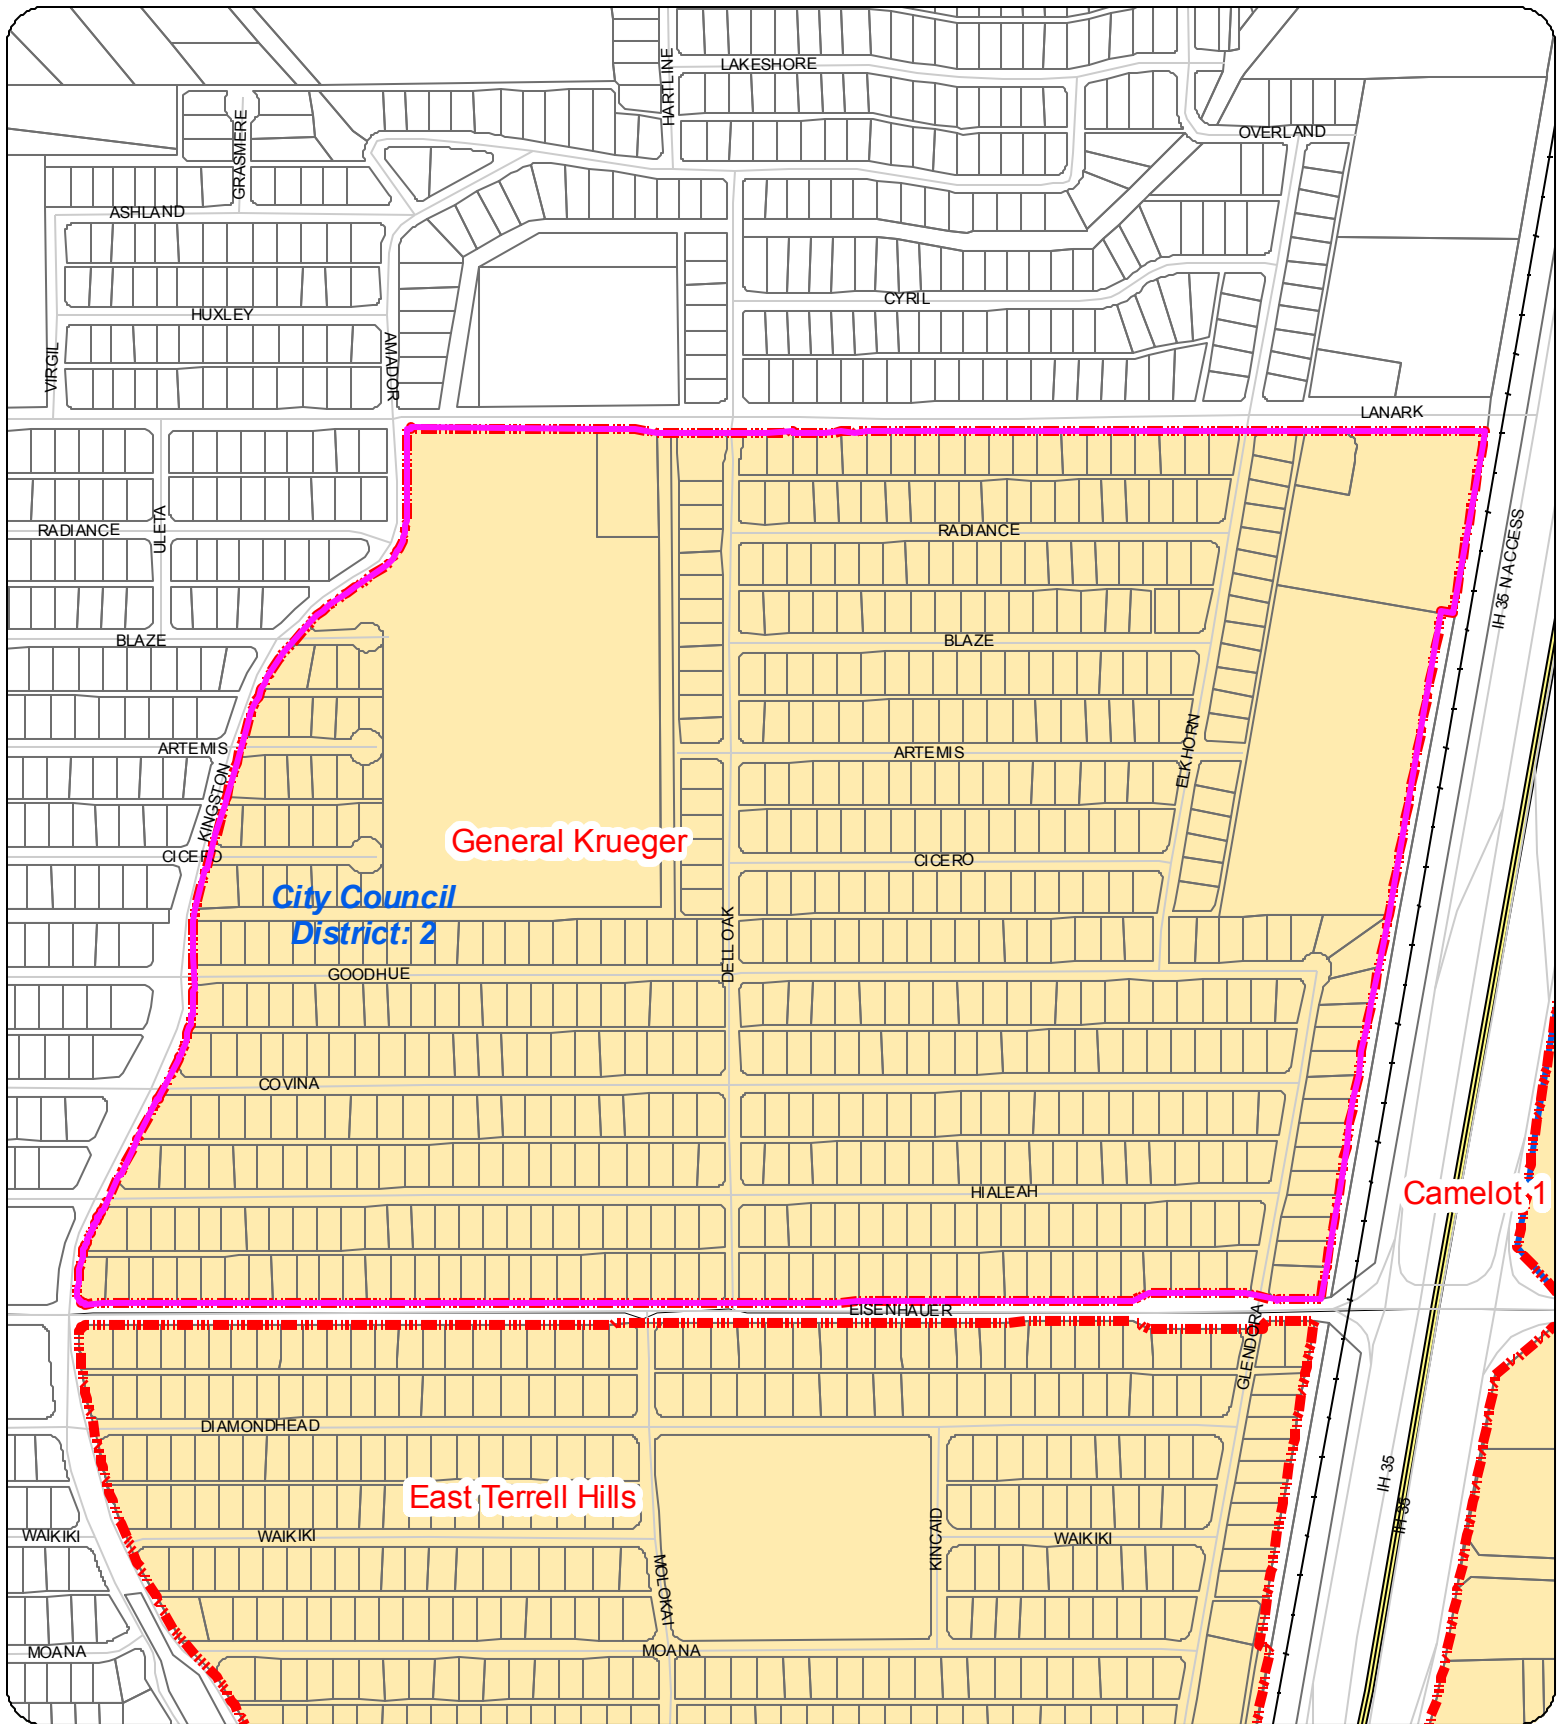 LAKESHORE
HARTLINE
OVERLAND
GRASMERE
ASHLAND
CYRIL
HUXLEY
VIRGIL
AMADOR
LANARK
RADIANCE
ULETA
RADIANCE
IH 35 N ACCESS
BLAZE
BLAZE
ARTEMIS
ARTEMIS
ELKHORN
KINGSTON
General Krueger
CICERO
CICERO
City Council
District: 2
DELL OAK
GOODHUE
COVINA
HIALEAH
Camelot 1
EISENHAUER
GLENDORA
DIAMONDHEAD
IH 35
IH 35
East Terrell Hills
WAIKIKI
WAIKIKI
KINCAID
WAIKIKI
MOLOKAI
MOANA
MOANA